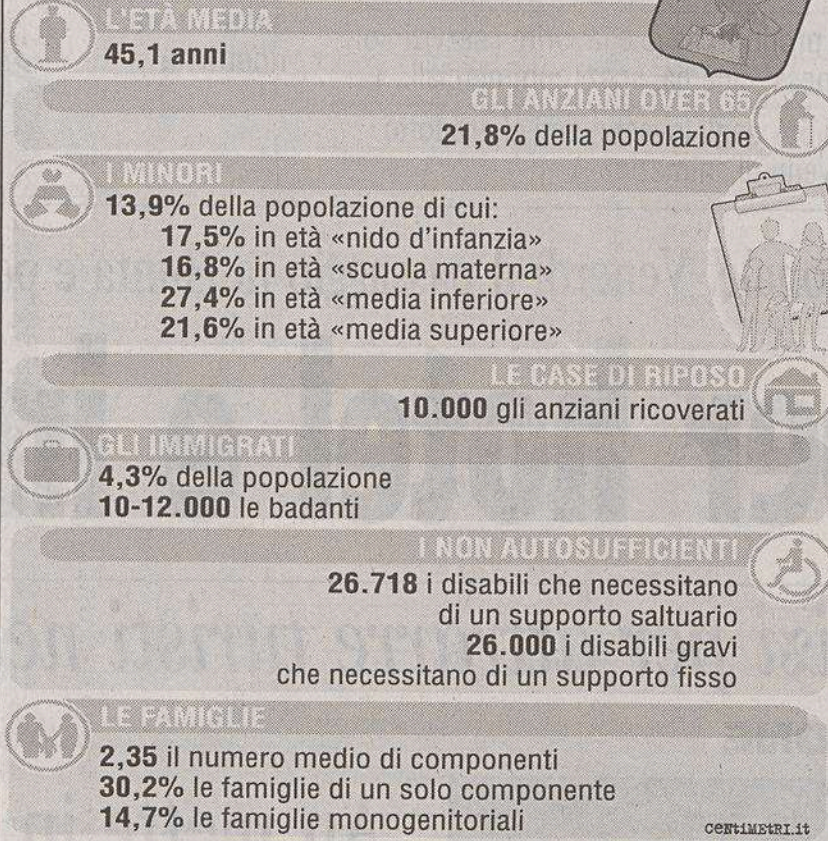 L'ETÀ MEDIA
45,1 anni
GLI ANZIANI OVER 65
21,8% della popolazione
I MINORI
13,9% della popolazione di cui:
17,5% in età «nido d'infanzia»
16,8% in età «scuola materna»
27,4% in età «media inferiore»
21,6% in età «media superiore»
LE CASE DI RIPOSO
10.000 gli anziani ricoverati
GLI IMMIGRATI
4,3% della popolazione
10-12.000 le badanti
I NON AUTOSUFFICIENTI
26.718 i disabili che necessitano
di un supporto saltuario
26.000 i disabili gravi
che necessitano di un supporto fisso
LE FAMIGLIE
2,35 il numero medio di componenti
30,2% le famiglie di un solo componente
14,7% le famiglie monogenitoriali
CENTIMETRI.it